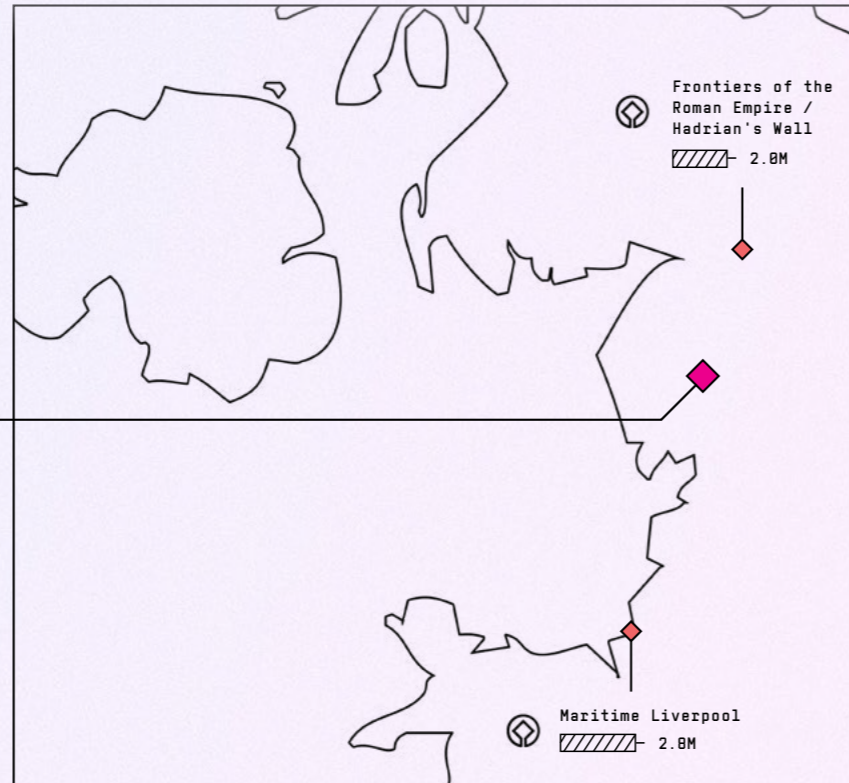 Frontiers of the
Roman Empire /
Hadrian's Wall
2.0M
Maritime Liverpool
2.8M